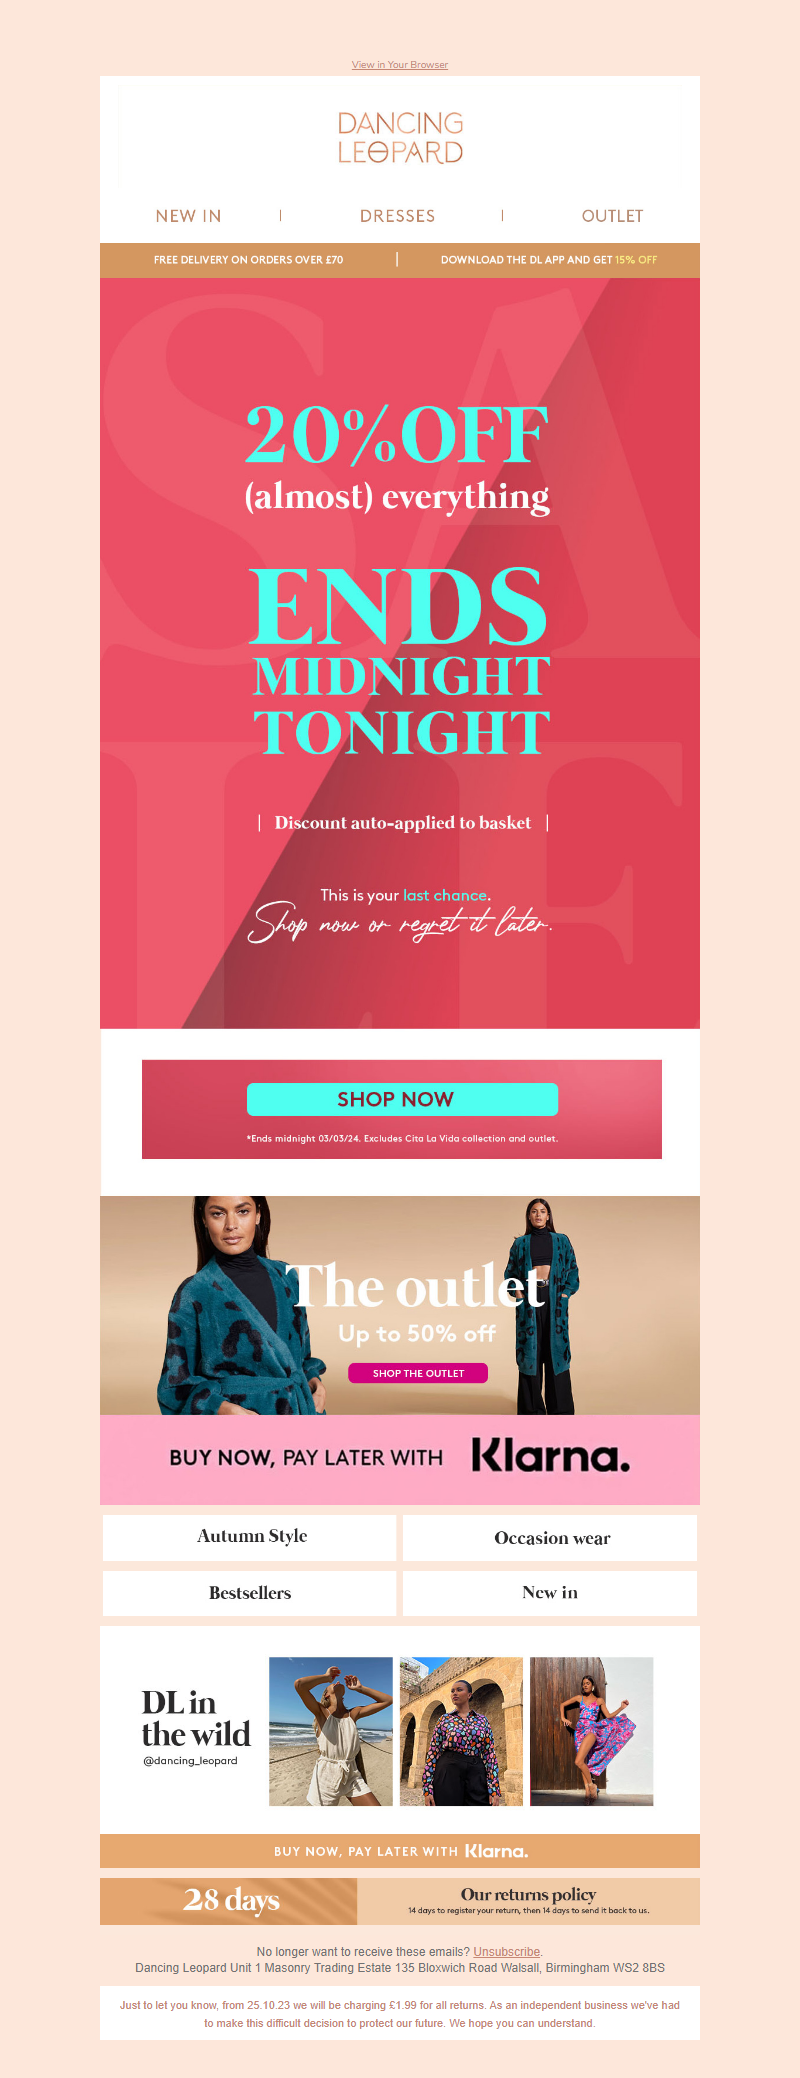 View in Your Browser
DANCING
LEOPARD
NEW IN | DRESSES | OUTLET
FREE DELIVERY ON ORDERS OVER £70 | DOWNLOAD THE DL APP AND GET 15% OFF
SALE
20%OFF
(almost) everything
ENDS
MIDNIGHT
TONIGHT
| Discount auto-applied to basket |
This is your last chance.
Shop now or regret it later.
SHOP NOW
*Ends midnight 03/03/24. Excludes Cita La Vida collection and outlet.
The outlet
Up to 50% off
SHOP THE OUTLET
BUY NOW, PAY LATER WITH Klarna.
Autumn Style
Occasion wear
Bestsellers
New in
DL in
the wild
@dancing_leopard
BUY NOW, PAY LATER WITH Klarna.
28 days
Our returns policy
14 days to register your return, then 14 days to send it back to us.
No longer want to receive these emails? Unsubscribe.
Dancing Leopard Unit 1 Masonry Trading Estate 135 Bloxwich Road Walsall, Birmingham WS2 8BS
Just to let you know, from 25.10.23 we will be charging £1.99 for all returns. As an independent business we've had
to make this difficult decision to protect our future. We hope you can understand.